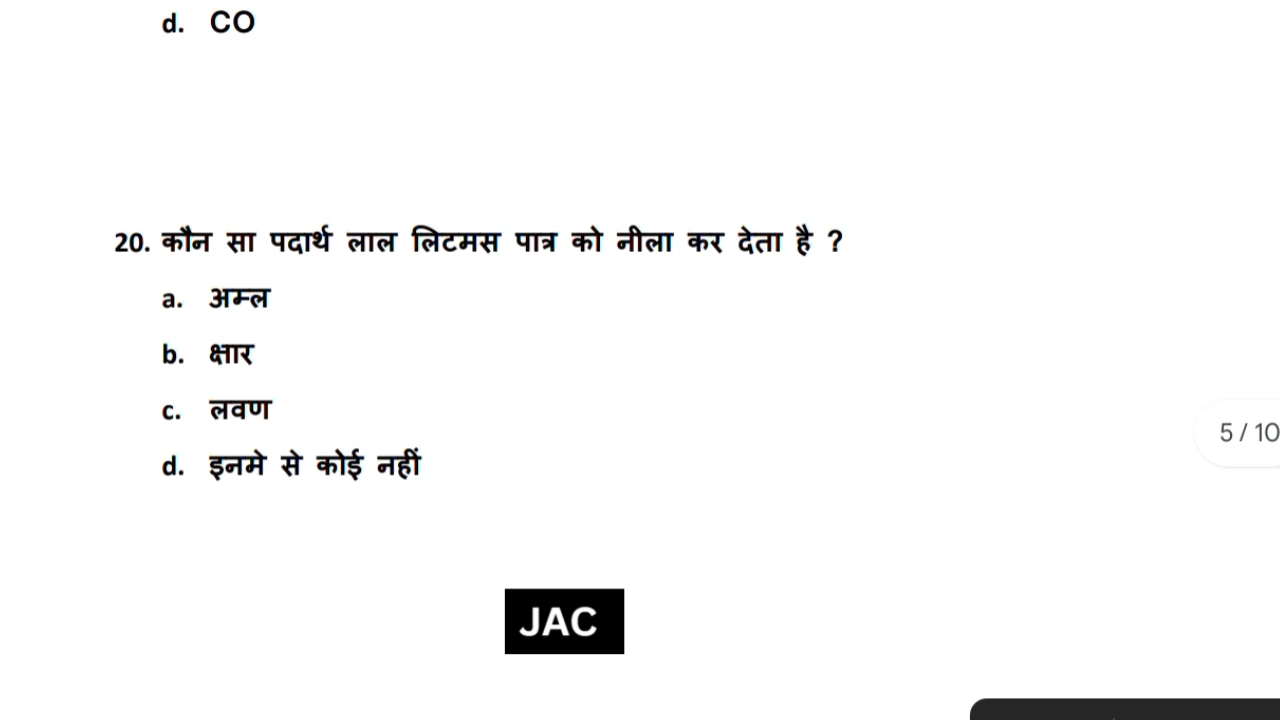 d. CO
20. कौन सा पदार्थ लाल लिटमस पात्र को नीला कर देता है ?
a. अम्ल
b. क्षार
c. लवण
d. इनमे से कोई नहीं
5 / 10
JAC